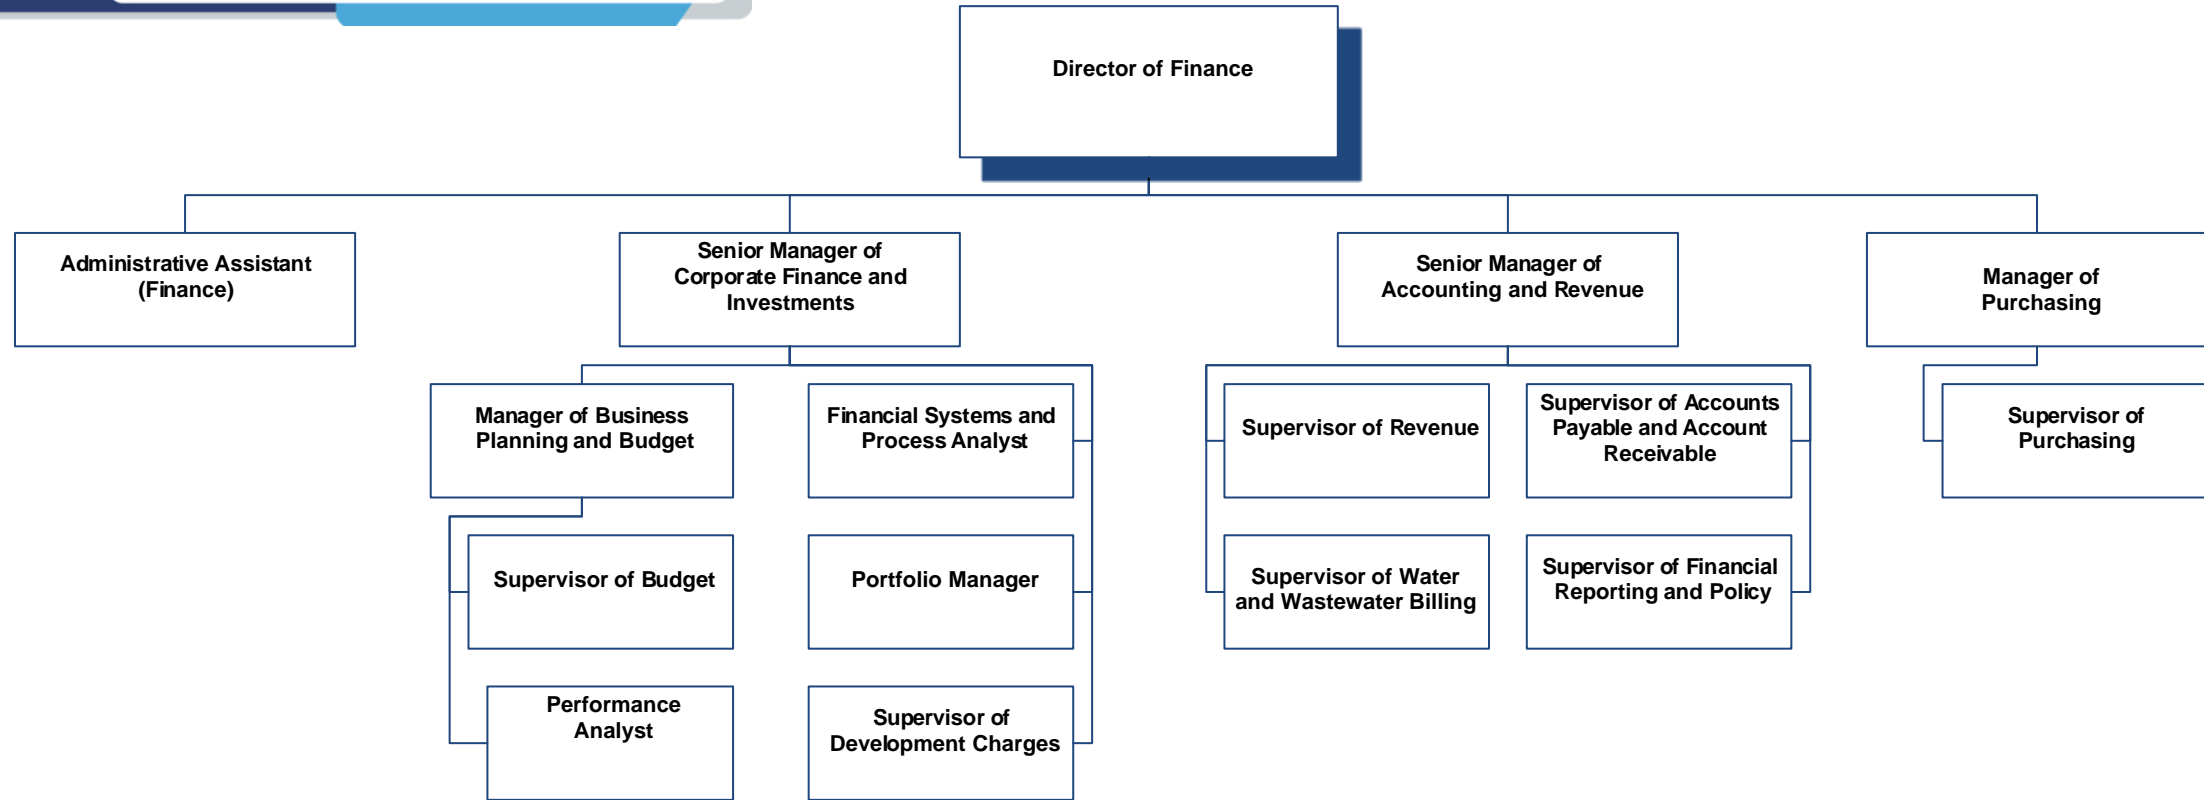 Director of Finance
Administrative Assistant
(Finance)
Senior Manager of
Corporate Finance and
Investments
Senior Manager of
Accounting and Revenue
Manager of
Purchasing
Manager of Business
Planning and Budget
Financial Systems and
Process Analyst
Supervisor of Revenue
Supervisor of Accounts
Payable and Account
Receivable
Supervisor of
Purchasing
Supervisor of Budget
Portfolio Manager
Supervisor of Water
and Wastewater Billing
Supervisor of Financial
Reporting and Policy
Performance
Analyst
Supervisor of
Development Charges